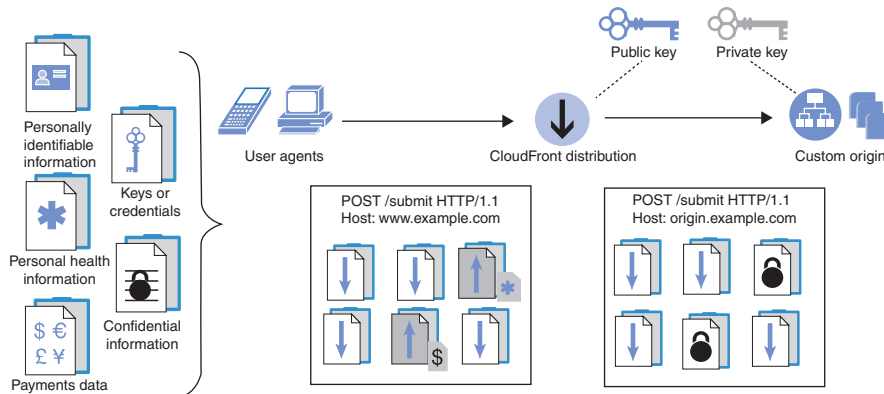 Public key
Private key
Personally
identifiable
information
Keys or
credentials
Personal health
information
Confidential
information
$ €
£ ¥
Payments data
User agents
CloudFront distribution
Custom origin
POST /submit HTTP/1.1
Host: www.example.com
$
POST /submit HTTP/1.1
Host: origin.example.com